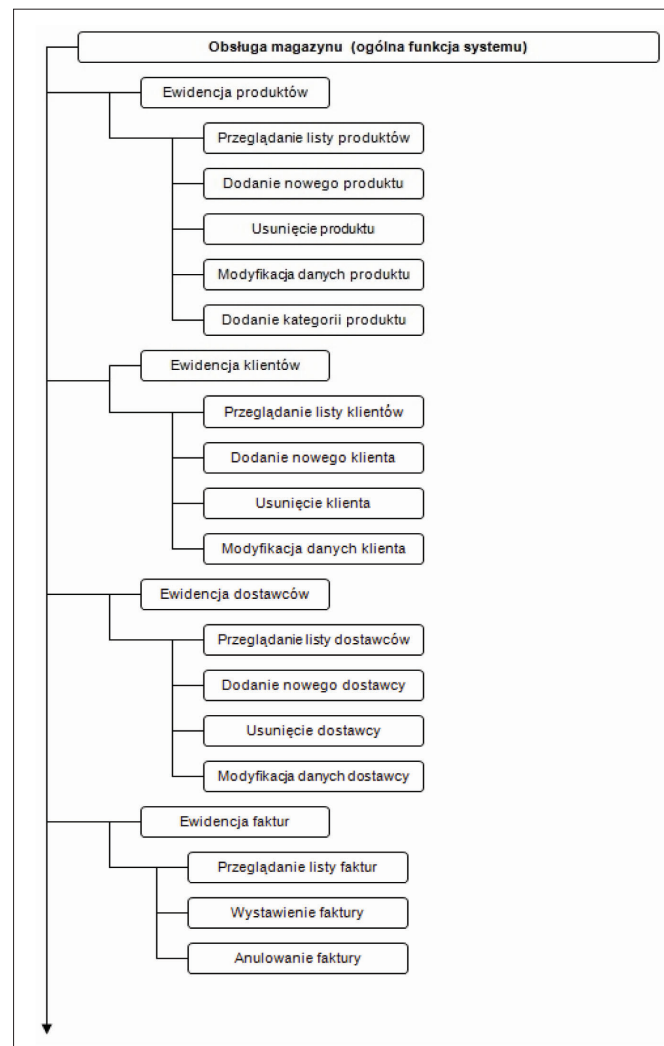 Obsługa magazynu (ogólna funkcja systemu)
Ewidencja produktów
Przeglądanie listy produktów
Dodanie nowego produktu
Usunięcie produktu
Modyfikacja danych produktu
Dodanie kategorii produktu
Ewidencja klientów
Przeglądanie listy klientów
Dodanie nowego klienta
Usunięcie klienta
Modyfikacja danych klienta
Ewidencja dostawców
Przeglądanie listy dostawców
Dodanie nowego dostawcy
Usunięcie dostawcy
Modyfikacja danych dostawcy
Ewidencja faktur
Przeglądanie listy faktur
Wystawienie faktury
Anulowanie faktury